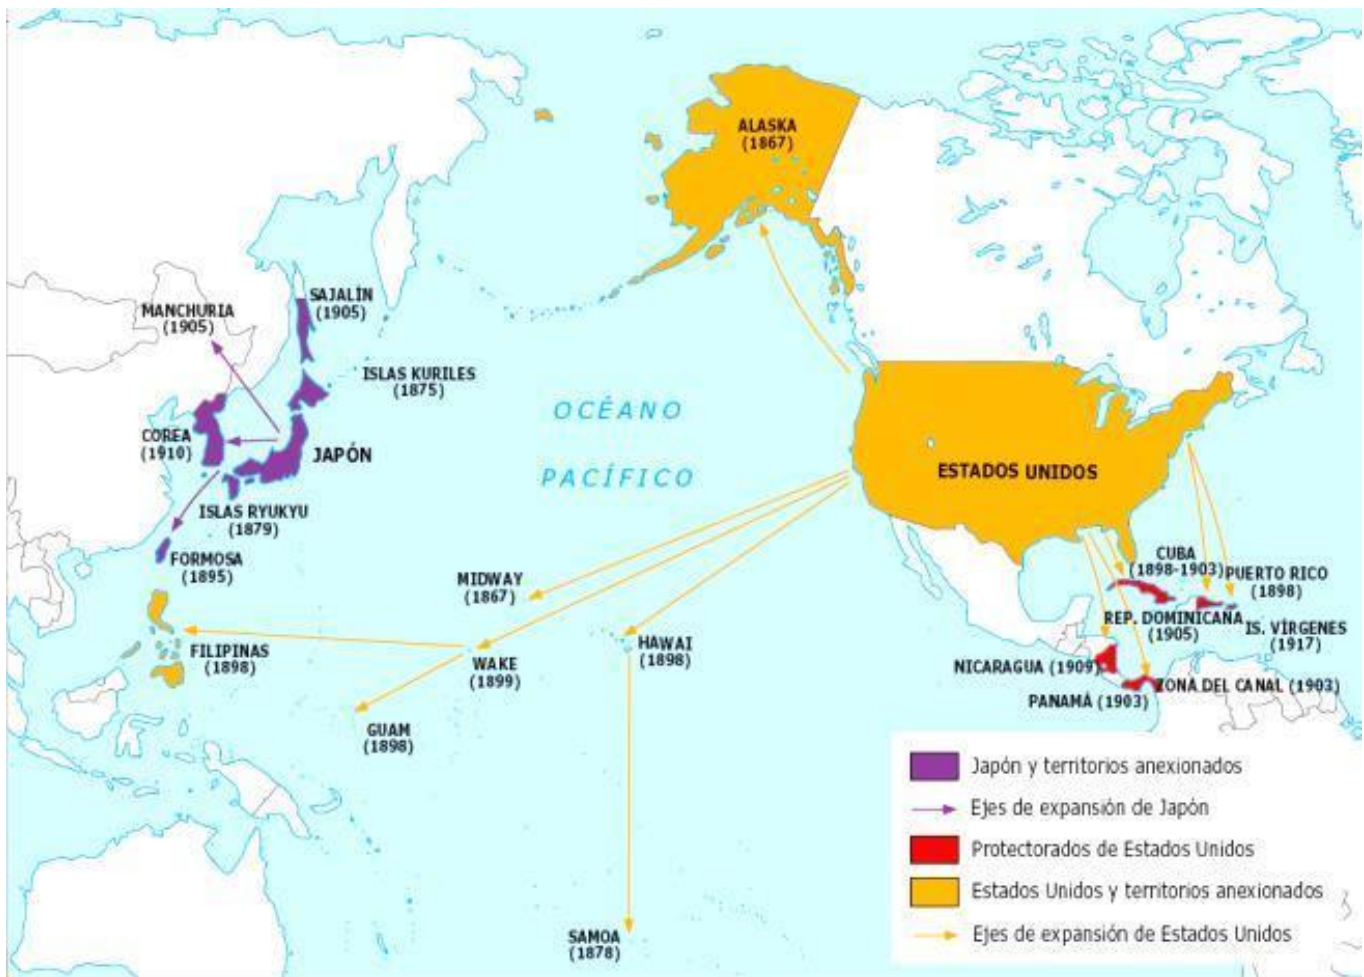 ALASKA
(1867)
MANCHURIA
(1905)
SAJALÍN
(1905)
ISLAS KURILES
(1875)
OCÉANO
PACÍFICO
COREA
(1910)
JAPÓN
ISLAS RYUKYU
(1879)
FORMOSA
(1895)
ESTADOS UNIDOS
MIDWAY
(1867)
CUBA
(1898-1903)
PUERTO RICO
(1898)
REP. DOMINICANA
(1905)
IS. VÍRGENES
(1917)
FILIPINAS
(1898)
WAKE
(1899)
HAWAI
(1898)
NICARAGUA (1909)
ZONA DEL CANAL (1903)
PANAMÁ (1903)
GUAM
(1898)
SAMOA
(1878)
Japón y territorios anexionados
Ejes de expansión de Japón
Protectorados de Estados Unidos
Estados Unidos y territorios anexionados
Ejes de expansión de Estados Unidos